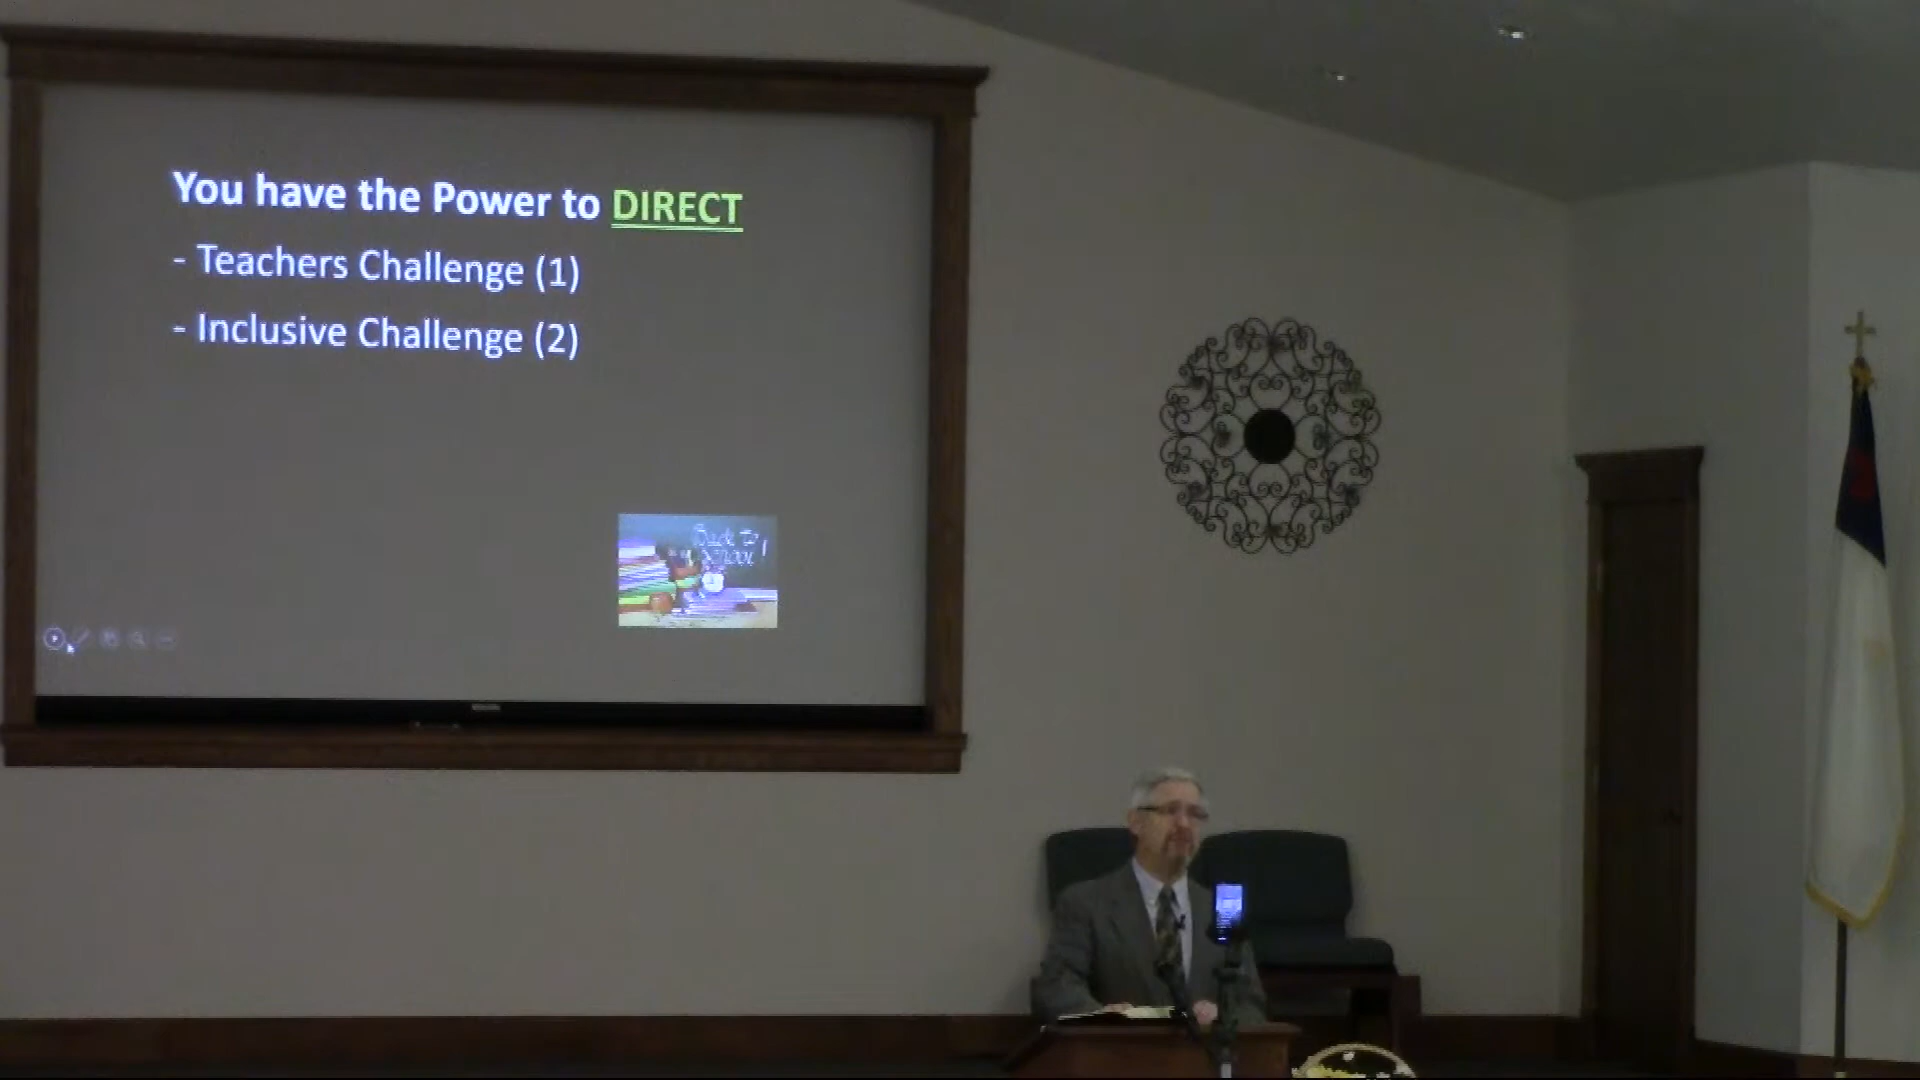 You have the Power to DIRECT
- Teachers Challenge (1)
- Inclusive Challenge (2)
Back to
SCHOOL!